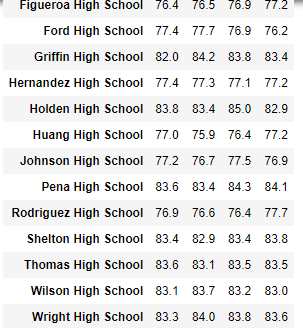 Figueroa High School 76.4 76.5 76.9 77.2
Ford High School 77.4 77.7 76.9 76.2
Griffin High School 82.0 84.2 83.8 83.4
Hernandez High School 77.4 77.3 77.1 77.2
Holden High School 83.8 83.4 85.0 82.9
Huang High School 77.0 75.9 76.4 77.2
Johnson High School 77.2 76.7 77.5 76.9
Pena High School 83.6 83.4 84.3 84.1
Rodriguez High School 76.9 76.6 76.4 77.7
Shelton High School 83.4 82.9 83.4 83.8
Thomas High School 83.6 83.1 83.5 83.5
Wilson High School 83.1 83.7 83.2 83.0
Wright High School 83.3 84.0 83.8 83.6